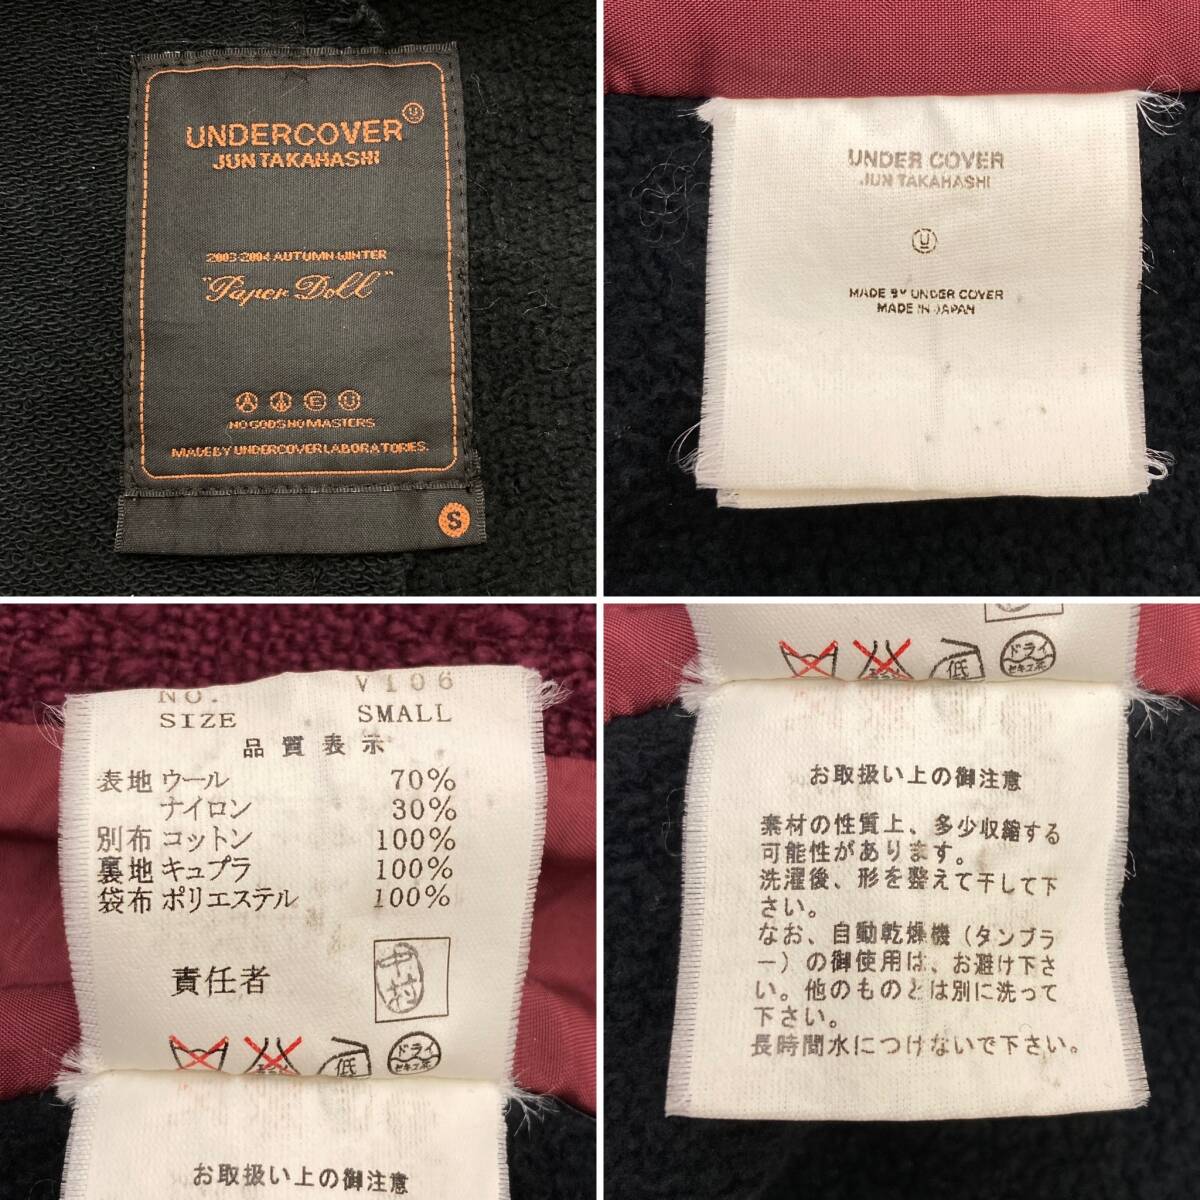 UNDERCOVER
JUN TAKAHASHI
2003-2004 AUTUMN WINTER
"Paper Doll"
NO GODS NO MASTERS
MADE BY UNDERCOVER LABORATORIES.
S
UNDER COVER
JUN TAKAHASHI
U
MADE BY UNDER COVER
MADE IN JAPAN
NO. V106
SIZE SMALL
品質表示
表地 ウール 70%
ナイロン 30%
別布 コットン 100%
裏地 キュプラ 100%
袋布 ポリエステル 100%
責任者 中村
低 ドライ
お取扱い上の御注意
低 ドライ セキユ系
お取扱い上の御注意
素材の性質上、多少収縮する
可能性があります。
洗濯後、形を整えて干して下
さい。
なお、自動乾燥機(タンブラ
ー)の御使用は、お避け下さ
い。他のものとは別に洗って
下さい。
長時間水につけないで下さい。